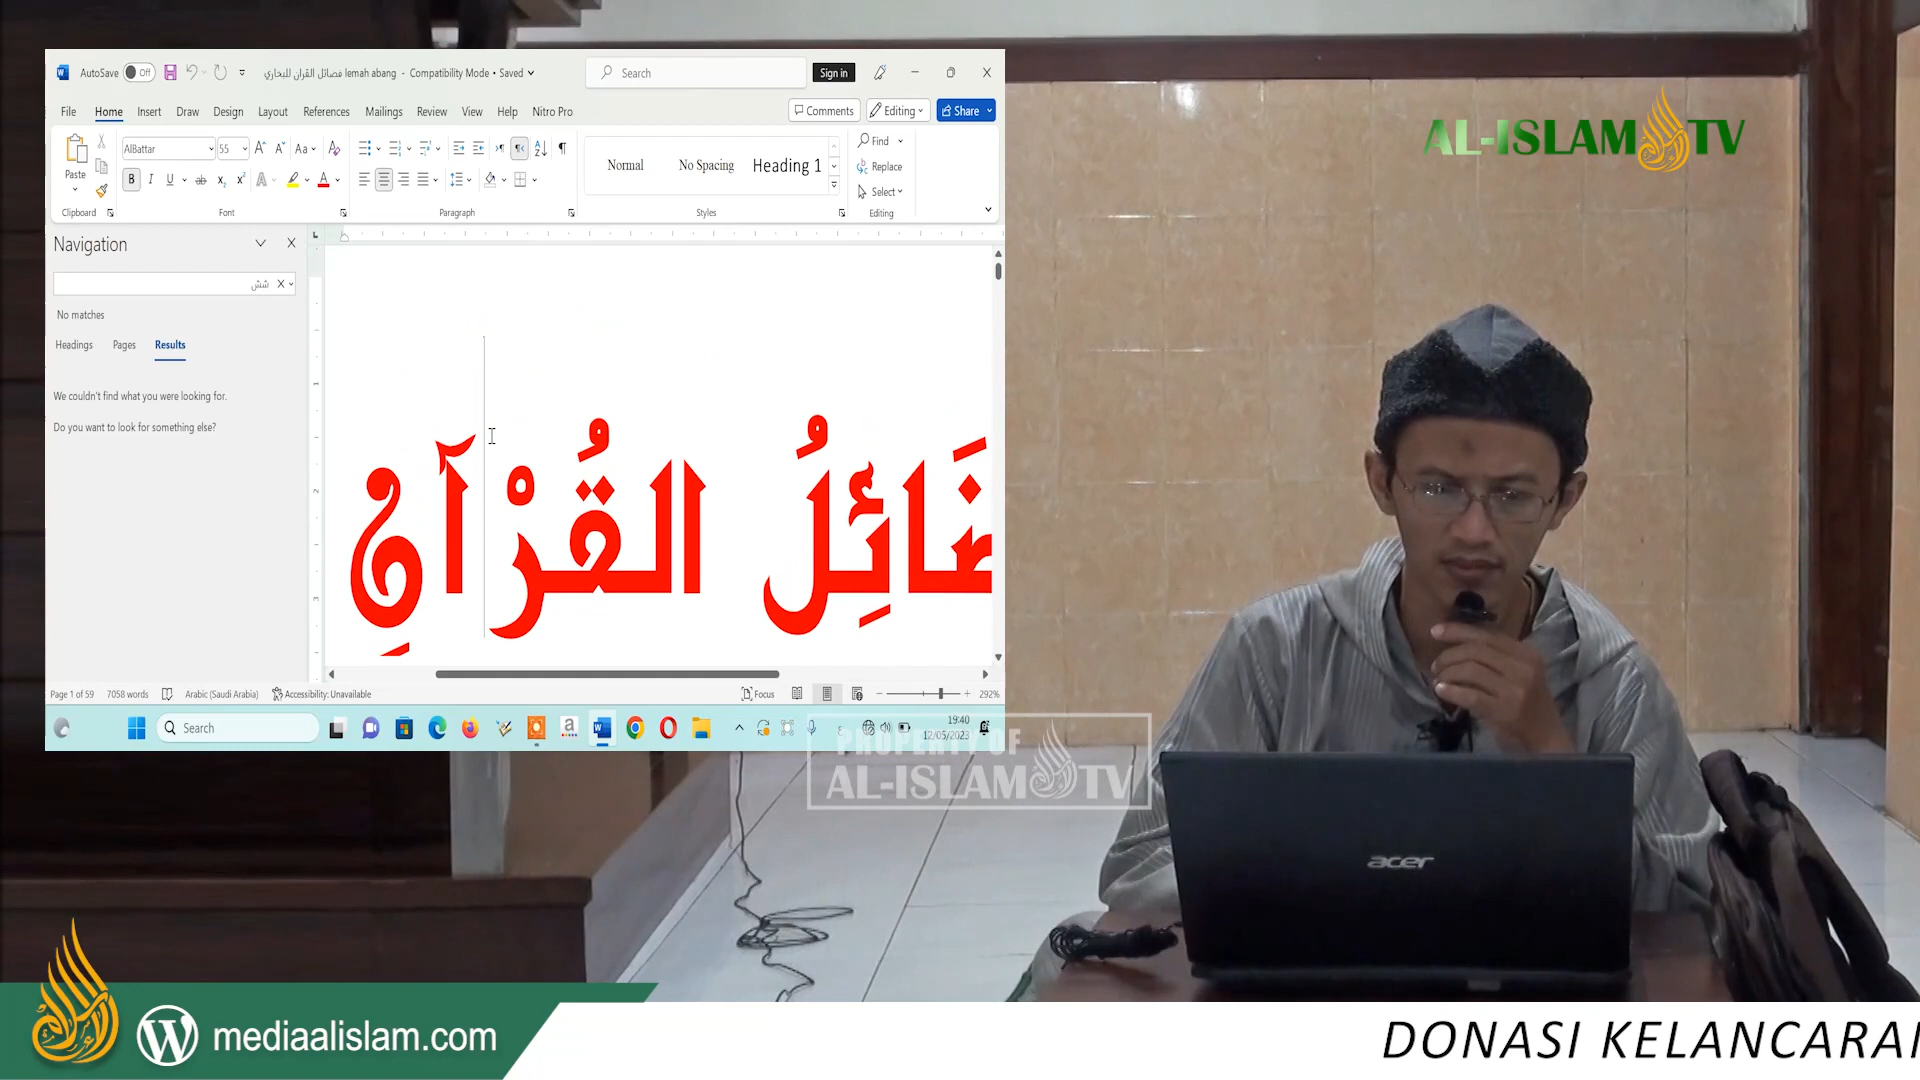 AutoSave Off فصائل القران للبخاري lemah abang - Compatibility Mode • Saved Search Sign in
File Home Insert Draw Design Layout References Mailings Review View Help Nitro Pro Comments Editing Share
Paste AlBattar 55 Normal No Spacing Heading 1 Find
Replace
Select
Clipboard Font Paragraph Styles Editing
Navigation
شش
No matches
Headings Pages Results
We couldn't find what you were looking for.
Do you want to look for something else?
ضَائِلُ القُرْآنِ
Page 1 of 59 7058 words Arabic (Saudi Arabia) Accessibility: Unavailable Focus 292%
Search 19:40
12/05/2023
AL-ISLAM TV
PROPERTY OF
AL-ISLAM TV
acer
mediaalislam.com
DONASI KELANCARAN